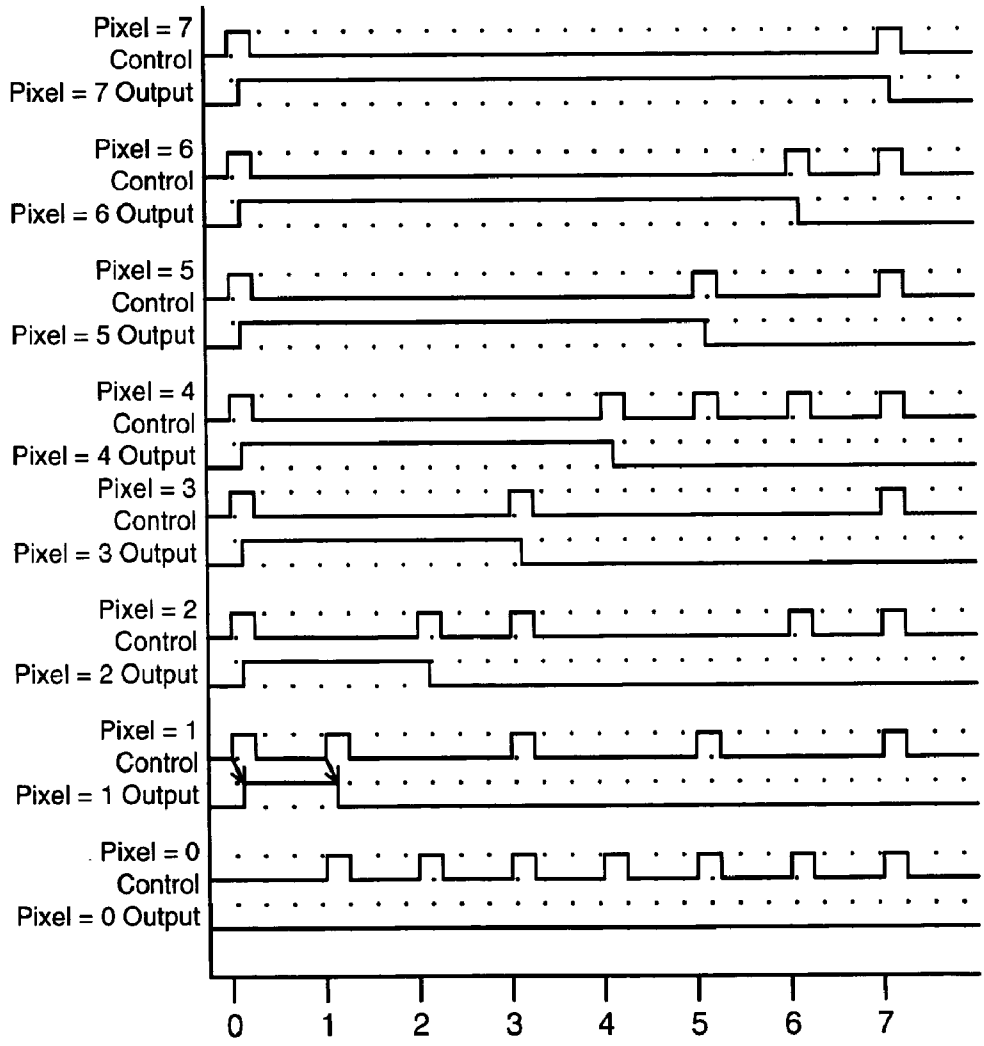 Pixel = 7
Control
Pixel = 7 Output
Pixel = 6
Control
Pixel = 6 Output
Pixel = 5
Control
Pixel = 5 Output
Pixel = 4
Control
Pixel = 4 Output
Pixel = 3
Control
Pixel = 3 Output
Pixel = 2
Control
Pixel = 2 Output
Pixel = 1
Control
Pixel = 1 Output
Pixel = 0
Control
Pixel = 0 Output
0 1 2 3 4 5 6 7